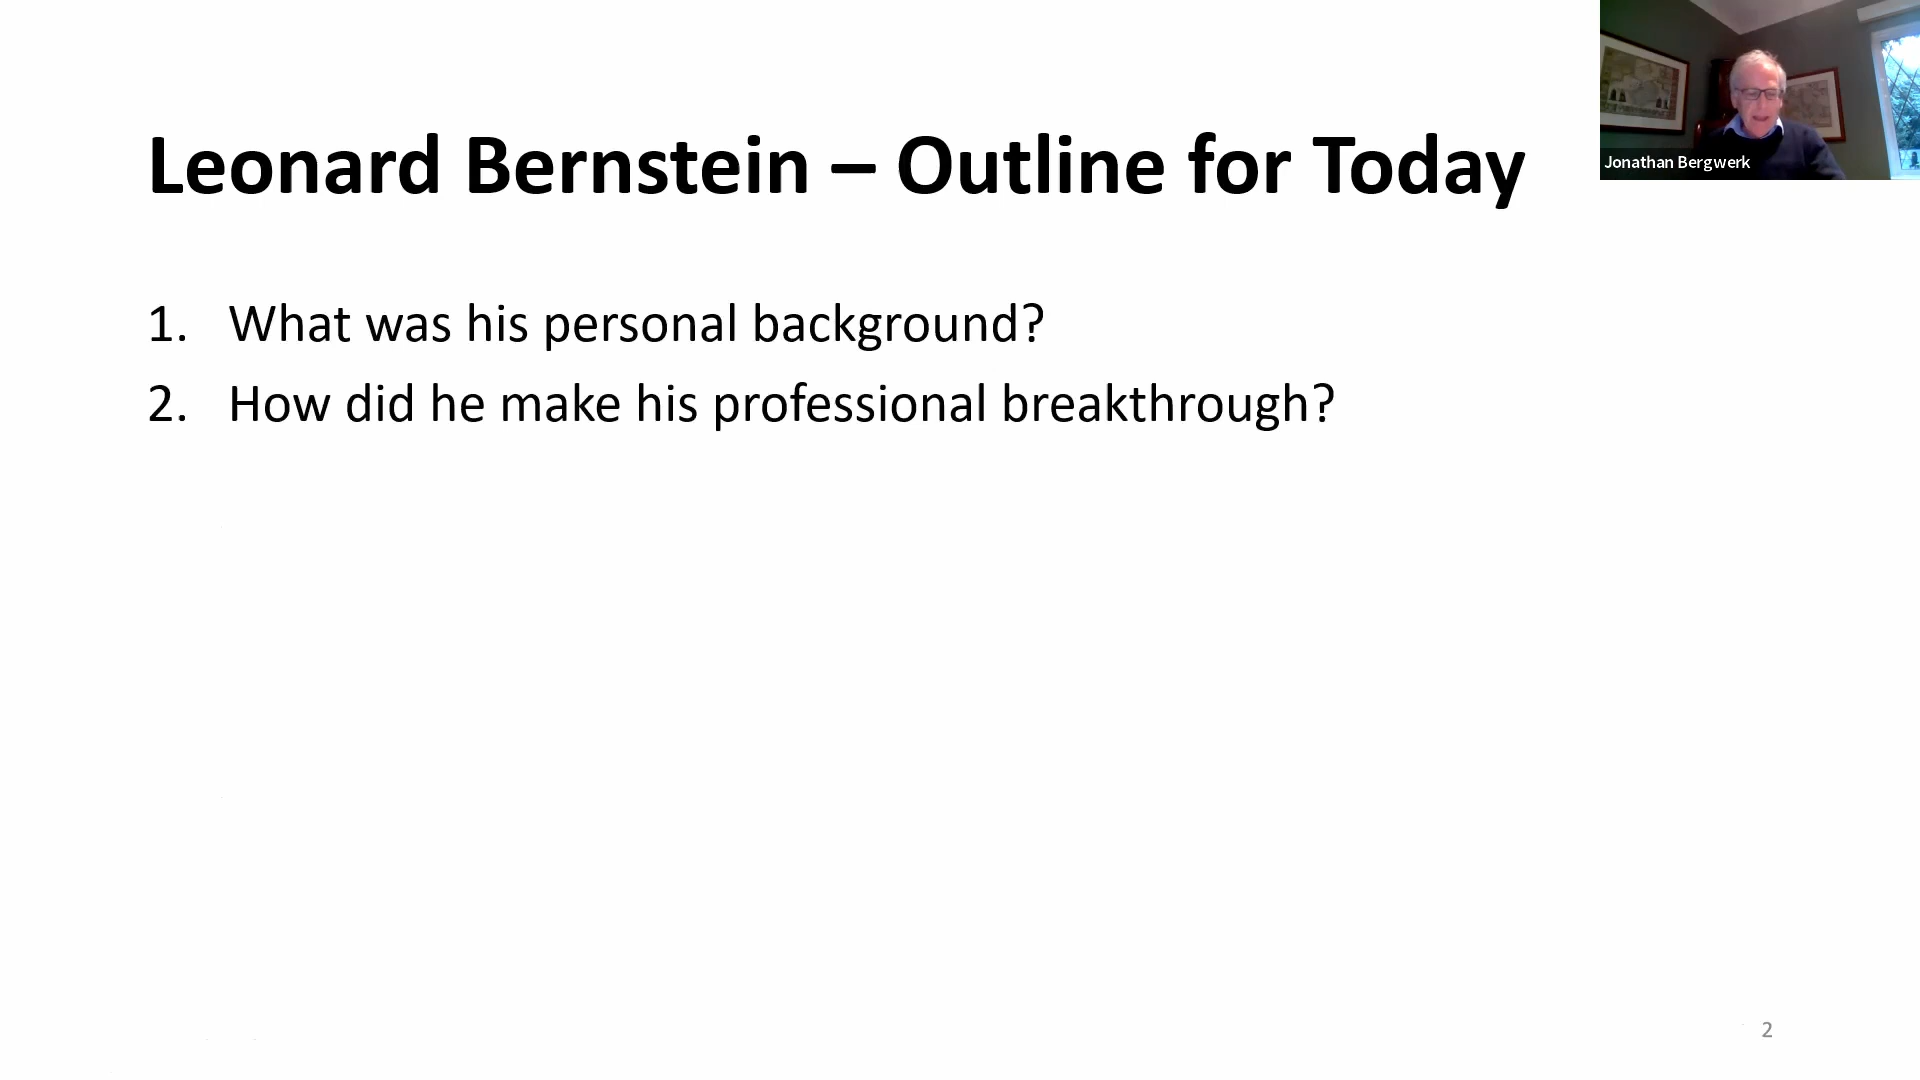 Leonard Bernstein – Outline for Today
Jonathan Bergwerk
1. What was his personal background?
2. How did he make his professional breakthrough?
2